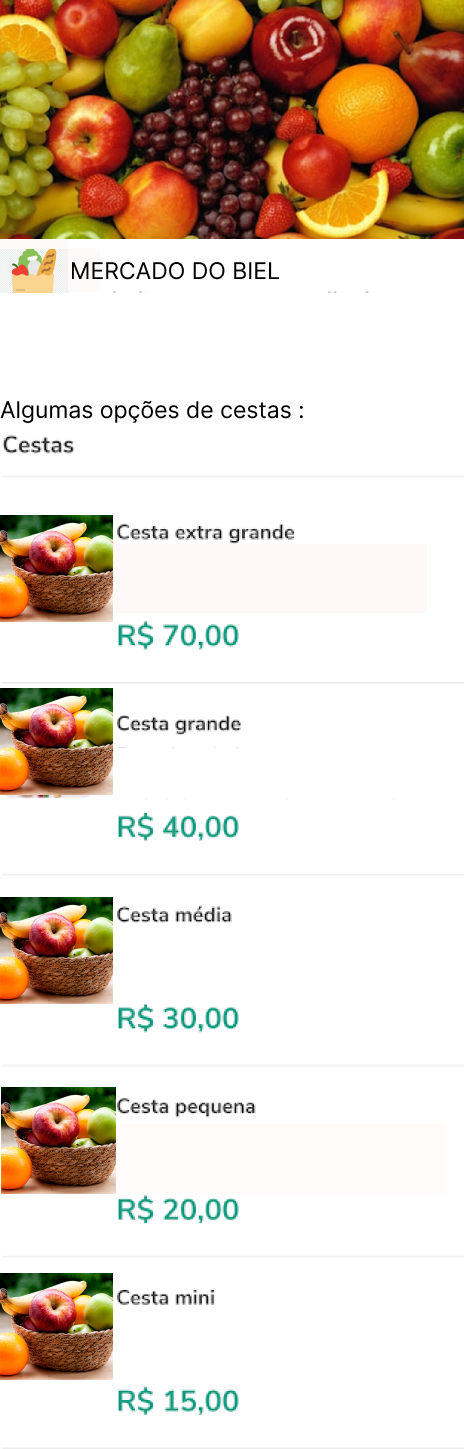 MERCADO DO BIEL
Algumas opções de cestas :
Cestas
Cesta extra grande
R$ 70,00
Cesta grande
R$ 40,00
Cesta média
R$ 30,00
Cesta pequena
R$ 20,00
Cesta mini
R$ 15,00